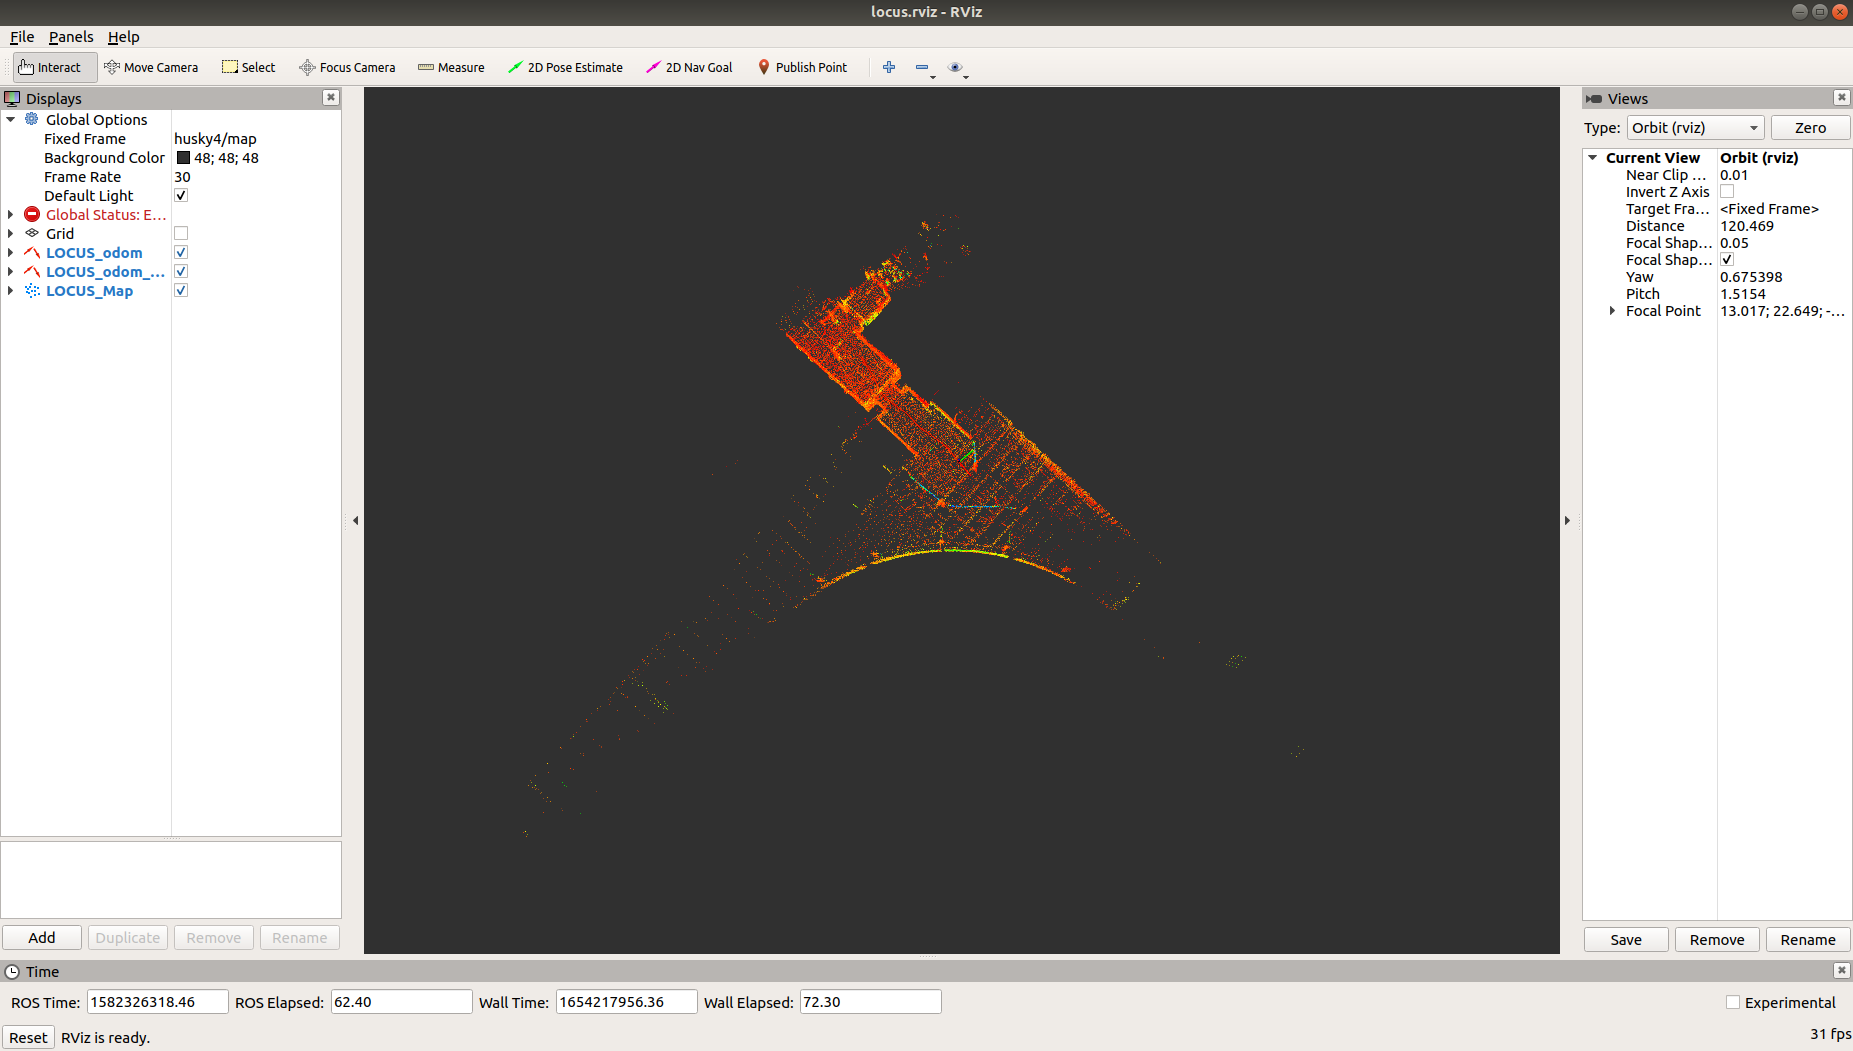 locus.rviz - RViz
File Panels Help
Interact Move Camera Select Focus Camera Measure 2D Pose Estimate 2D Nav Goal Publish Point
Displays
Global Options
Fixed Frame husky4/map
Background Color 48; 48; 48
Frame Rate 30
Default Light
Global Status: E...
Grid
LOCUS_odom
LOCUS_odom_...
LOCUS_Map
Add Duplicate Remove Rename
Views
Type: Orbit (rviz) Zero
Current View Orbit (rviz)
Near Clip ... 0.01
Invert Z Axis
Target Fra... <Fixed Frame>
Distance 120.469
Focal Shap... 0.05
Focal Shap...
Yaw 0.675398
Pitch 1.5154
Focal Point 13.017; 22.649; -...
Save Remove Rename
Time
ROS Time: 1582326318.46 ROS Elapsed: 62.40 Wall Time: 1654217956.36 Wall Elapsed: 72.30 Experimental
Reset RViz is ready. 31 fps